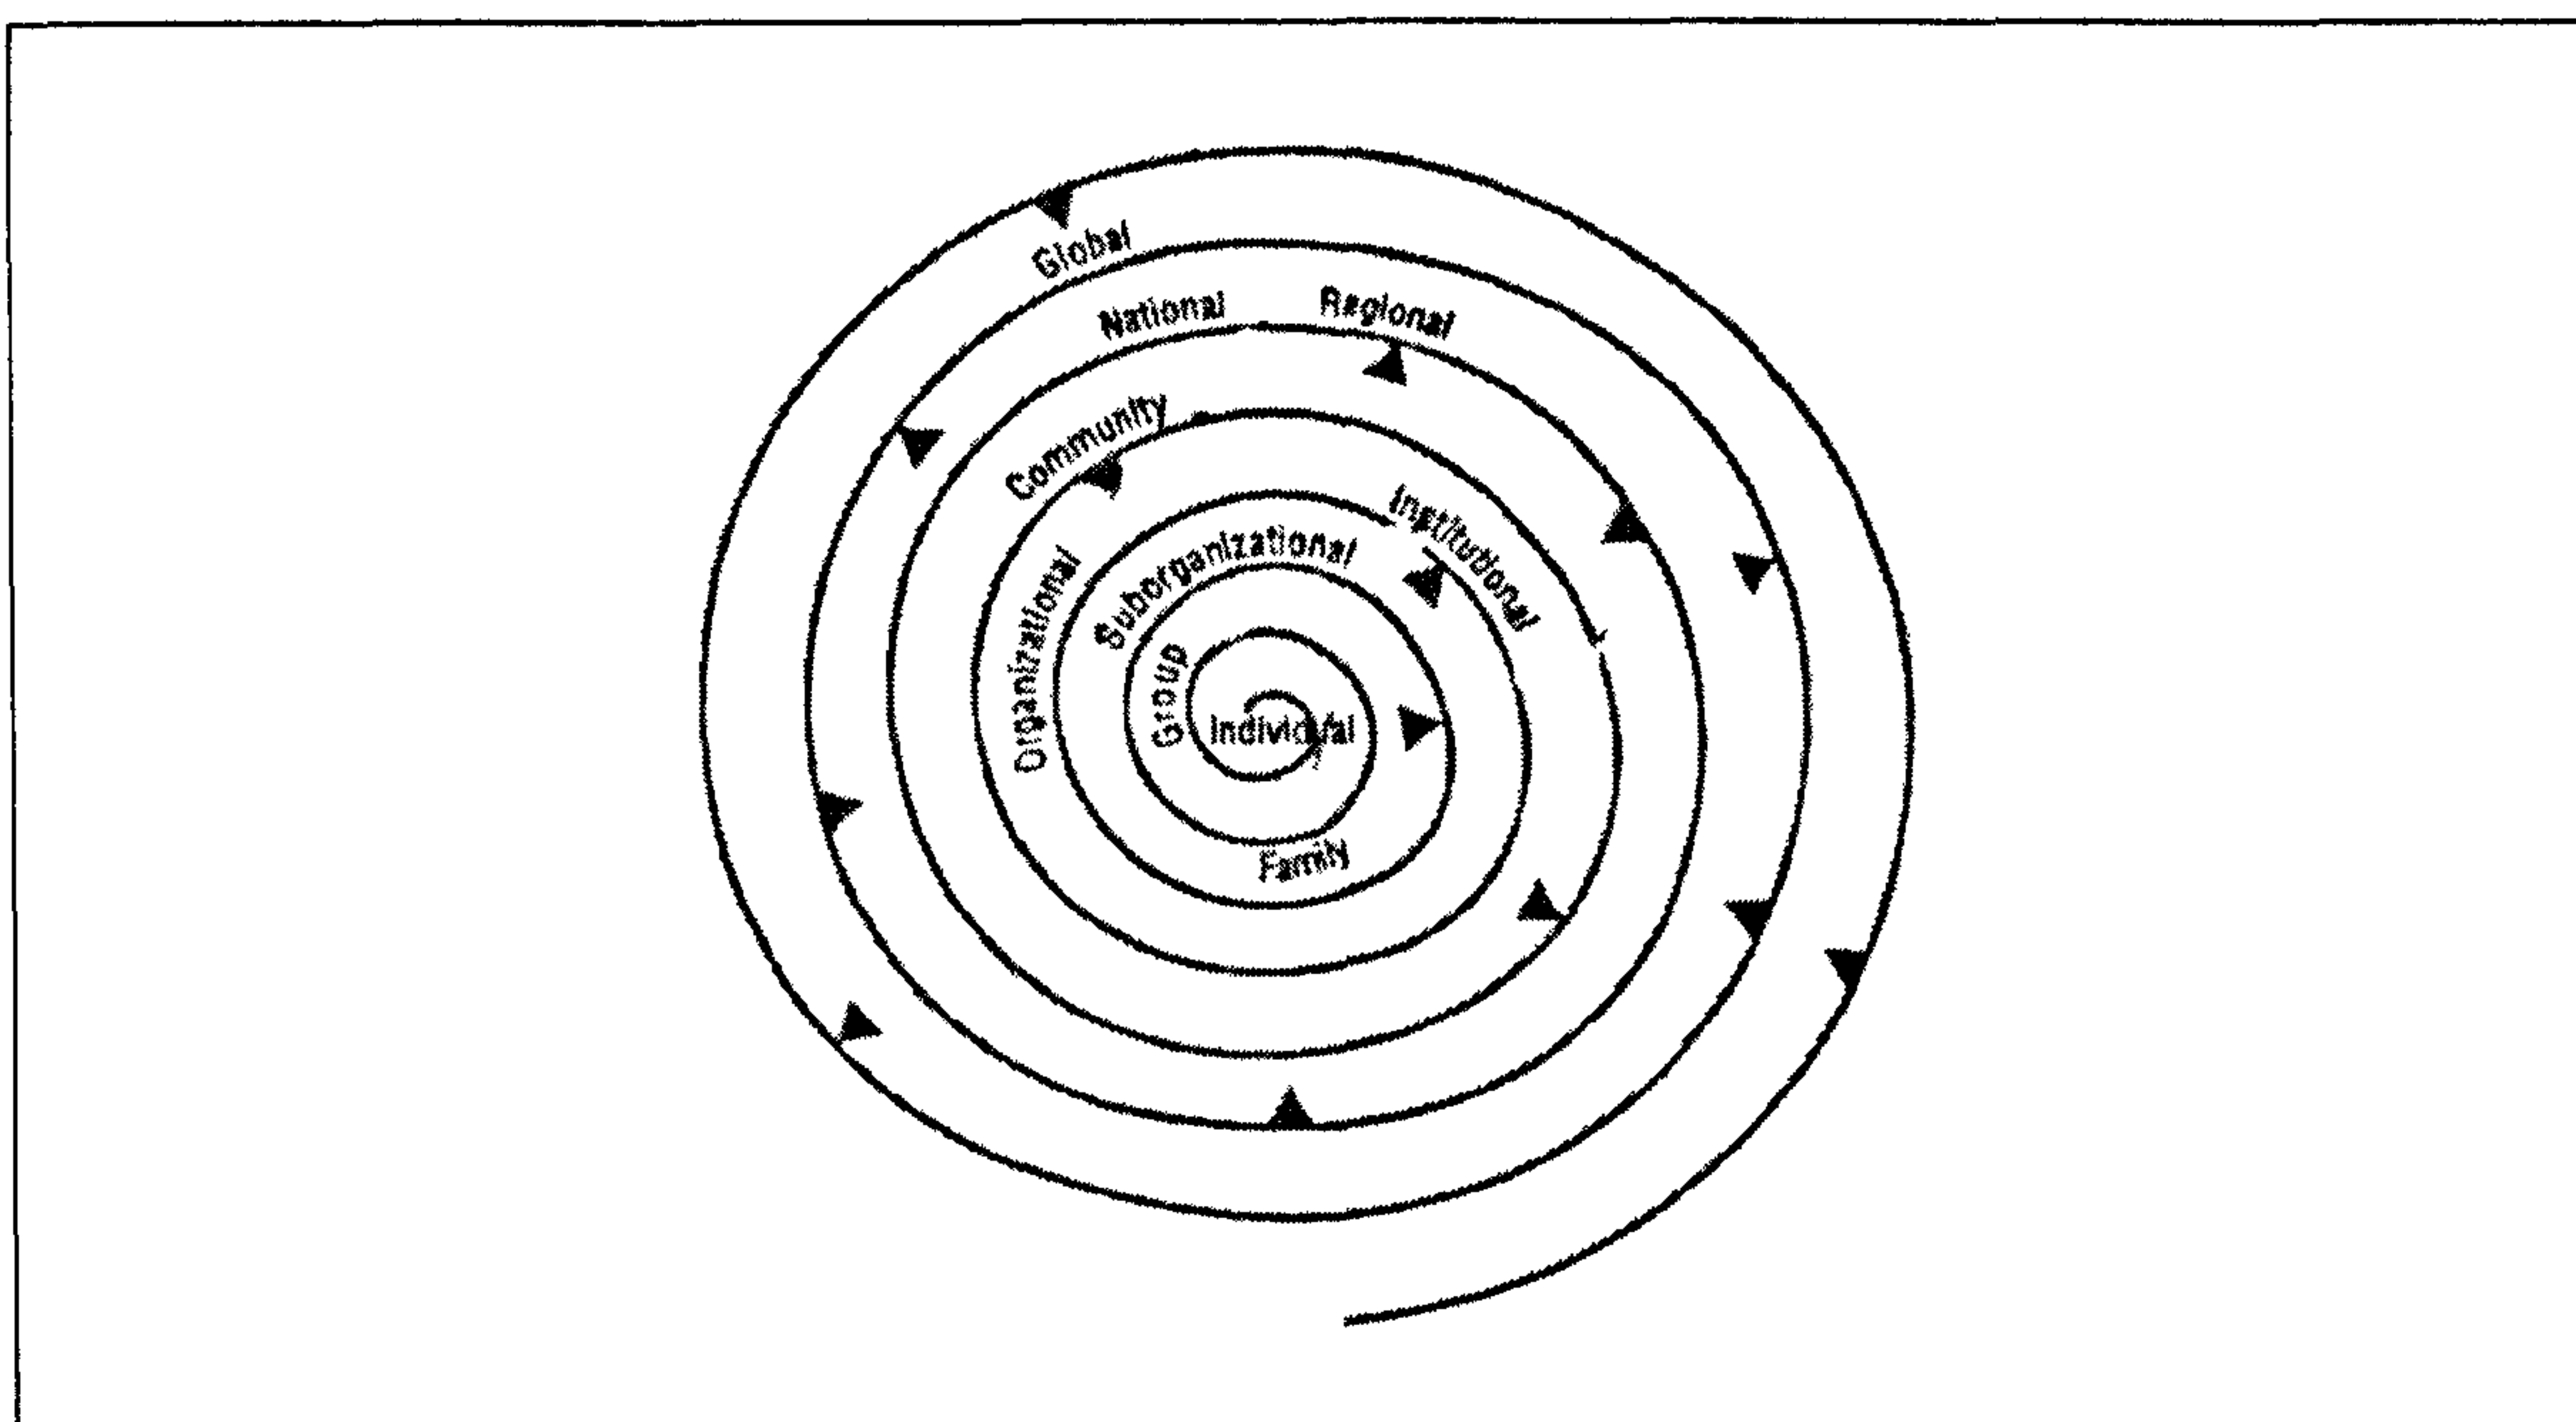 Global
National
Regional
Community
Institutional
Suborganizational
Organizational
Group
Individual
Family